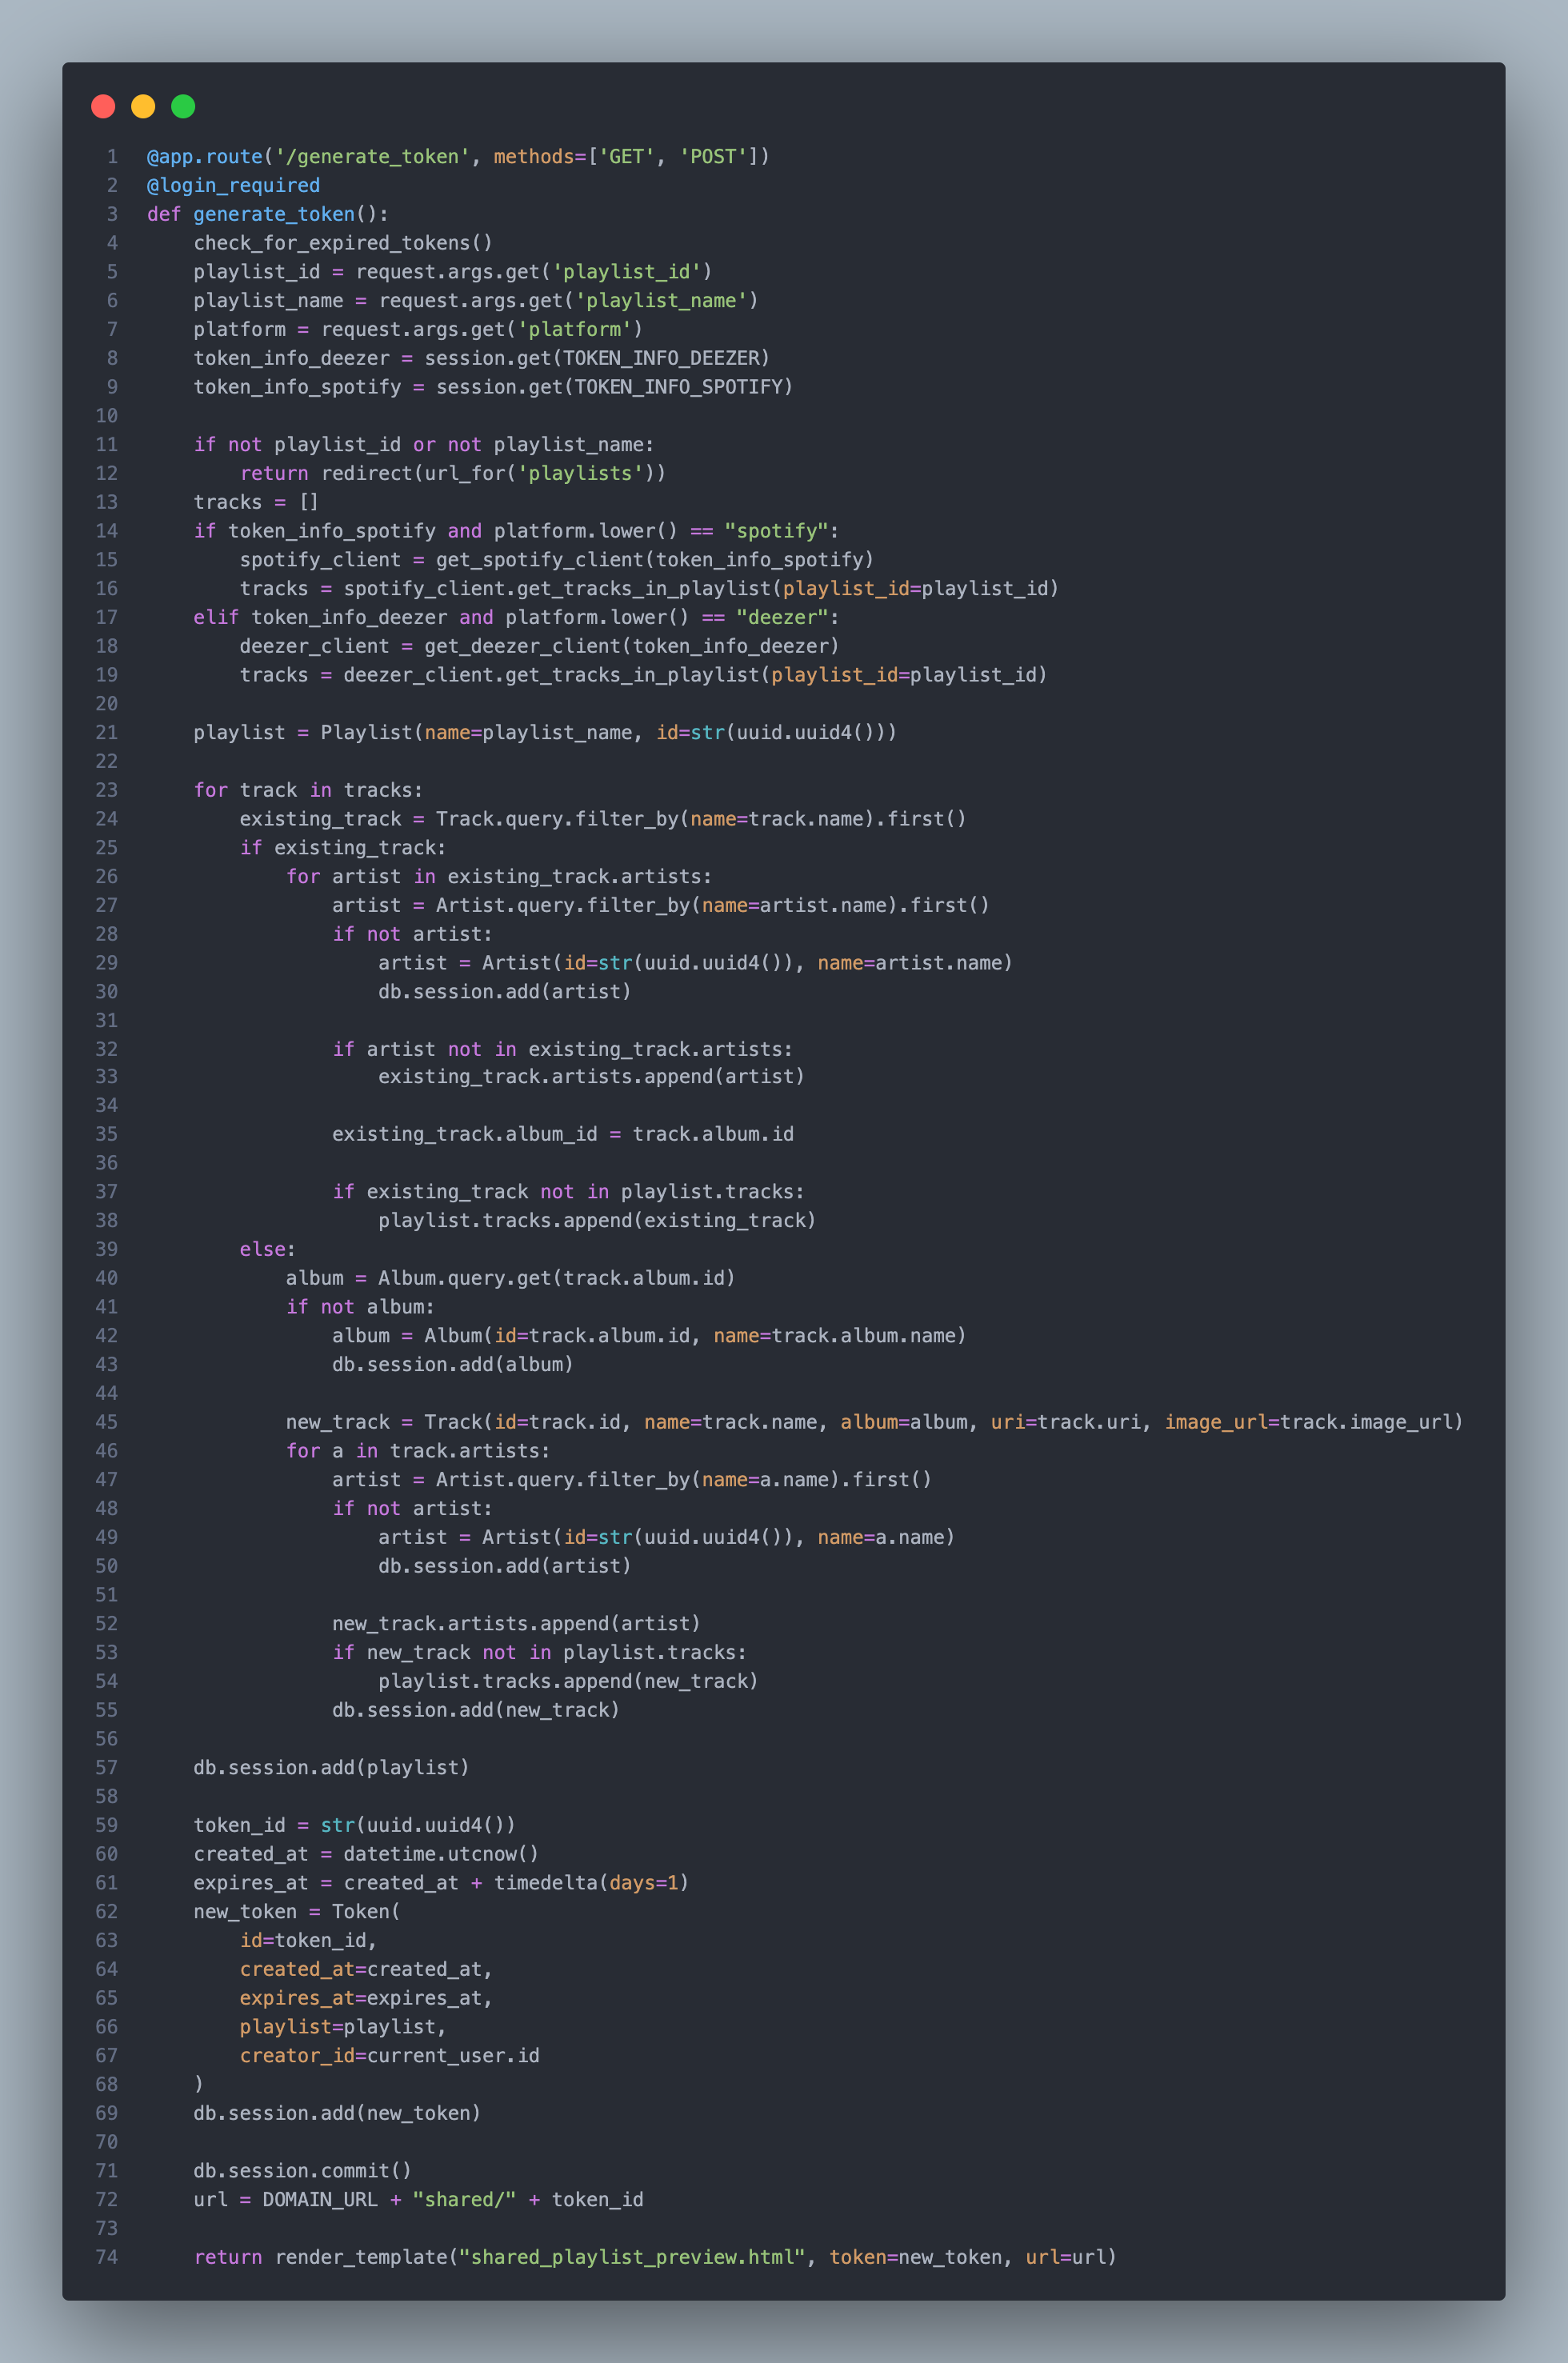 1 @app.route('/generate_token', methods=['GET', 'POST'])
2 @login_required
3 def generate_token():
4     check_for_expired_tokens()
5     playlist_id = request.args.get('playlist_id')
6     playlist_name = request.args.get('playlist_name')
7     platform = request.args.get('platform')
8     token_info_deezer = session.get(TOKEN_INFO_DEEZER)
9     token_info_spotify = session.get(TOKEN_INFO_SPOTIFY)
10
11     if not playlist_id or not playlist_name:
12         return redirect(url_for('playlists'))
13     tracks = []
14     if token_info_spotify and platform.lower() == "spotify":
15         spotify_client = get_spotify_client(token_info_spotify)
16         tracks = spotify_client.get_tracks_in_playlist(playlist_id=playlist_id)
17     elif token_info_deezer and platform.lower() == "deezer":
18         deezer_client = get_deezer_client(token_info_deezer)
19         tracks = deezer_client.get_tracks_in_playlist(playlist_id=playlist_id)
20
21     playlist = Playlist(name=playlist_name, id=str(uuid.uuid4()))
22
23     for track in tracks:
24         existing_track = Track.query.filter_by(name=track.name).first()
25         if existing_track:
26             for artist in existing_track.artists:
27                 artist = Artist.query.filter_by(name=artist.name).first()
28                 if not artist:
29                     artist = Artist(id=str(uuid.uuid4()), name=artist.name)
30                     db.session.add(artist)
31
32                 if artist not in existing_track.artists:
33                     existing_track.artists.append(artist)
34
35                 existing_track.album_id = track.album.id
36
37                 if existing_track not in playlist.tracks:
38                     playlist.tracks.append(existing_track)
39         else:
40             album = Album.query.get(track.album.id)
41             if not album:
42                 album = Album(id=track.album.id, name=track.album.name)
43                 db.session.add(album)
44
45             new_track = Track(id=track.id, name=track.name, album=album, uri=track.uri, image_url=track.image_url)
46             for a in track.artists:
47                 artist = Artist.query.filter_by(name=a.name).first()
48                 if not artist:
49                     artist = Artist(id=str(uuid.uuid4()), name=a.name)
50                     db.session.add(artist)
51
52                 new_track.artists.append(artist)
53                 if new_track not in playlist.tracks:
54                     playlist.tracks.append(new_track)
55                 db.session.add(new_track)
56
57     db.session.add(playlist)
58
59     token_id = str(uuid.uuid4())
60     created_at = datetime.utcnow()
61     expires_at = created_at + timedelta(days=1)
62     new_token = Token(
63         id=token_id,
64         created_at=created_at,
65         expires_at=expires_at,
66         playlist=playlist,
67         creator_id=current_user.id
68     )
69     db.session.add(new_token)
70
71     db.session.commit()
72     url = DOMAIN_URL + "shared/" + token_id
73
74     return render_template("shared_playlist_preview.html", token=new_token, url=url)